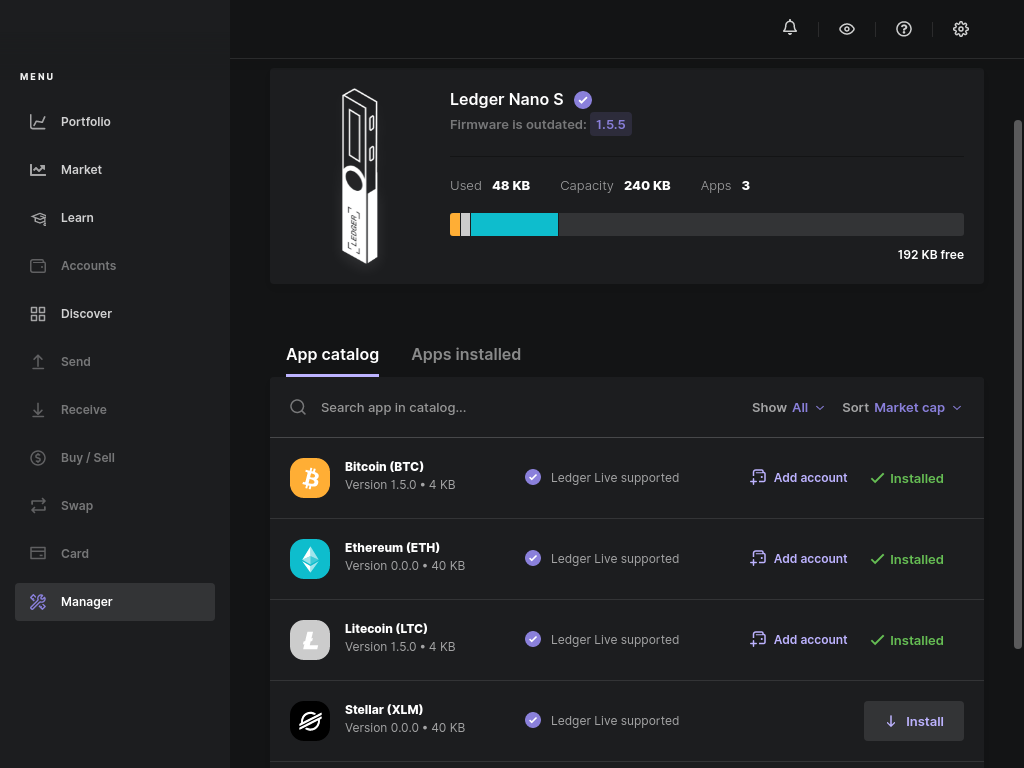 MENU
Portfolio
Market
Learn
Accounts
Discover
Send
Receive
Buy / Sell
Swap
Card
Manager
LEDGER
Ledger Nano S
Firmware is outdated: 1.5.5
Used 48 KB Capacity 240 KB Apps 3
192 KB free
App catalog Apps installed
Search app in catalog... Show All Sort Market cap
Bitcoin (BTC)
Version 1.5.0 • 4 KB
Ledger Live supported Add account Installed
Ethereum (ETH)
Version 0.0.0 • 40 KB
Ledger Live supported Add account Installed
Litecoin (LTC)
Version 1.5.0 • 4 KB
Ledger Live supported Add account Installed
Stellar (XLM)
Version 0.0.0 • 40 KB
Ledger Live supported Install